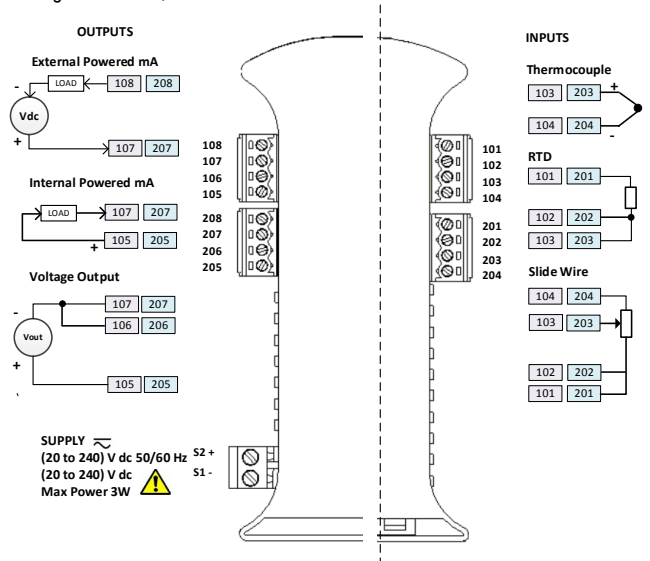 OUTPUTS
External Powered mA
-
LOAD
108 208
Vdc
+
107 207
Internal Powered mA
LOAD
107 207
+
105 205
Voltage Output
-
107 207
106 206
Vout
+
105 205
SUPPLY
(20 to 240) V dc 50/60 Hz
(20 to 240) V dc
Max Power 3W
S2 +
S1 -
108
107
106
105
208
207
206
205
101
102
103
104
201
202
203
204
INPUTS
Thermocouple
103 203 +
104 204 -
RTD
101 201
102 202
103 203
Slide Wire
104 204
103 203
102 202
101 201